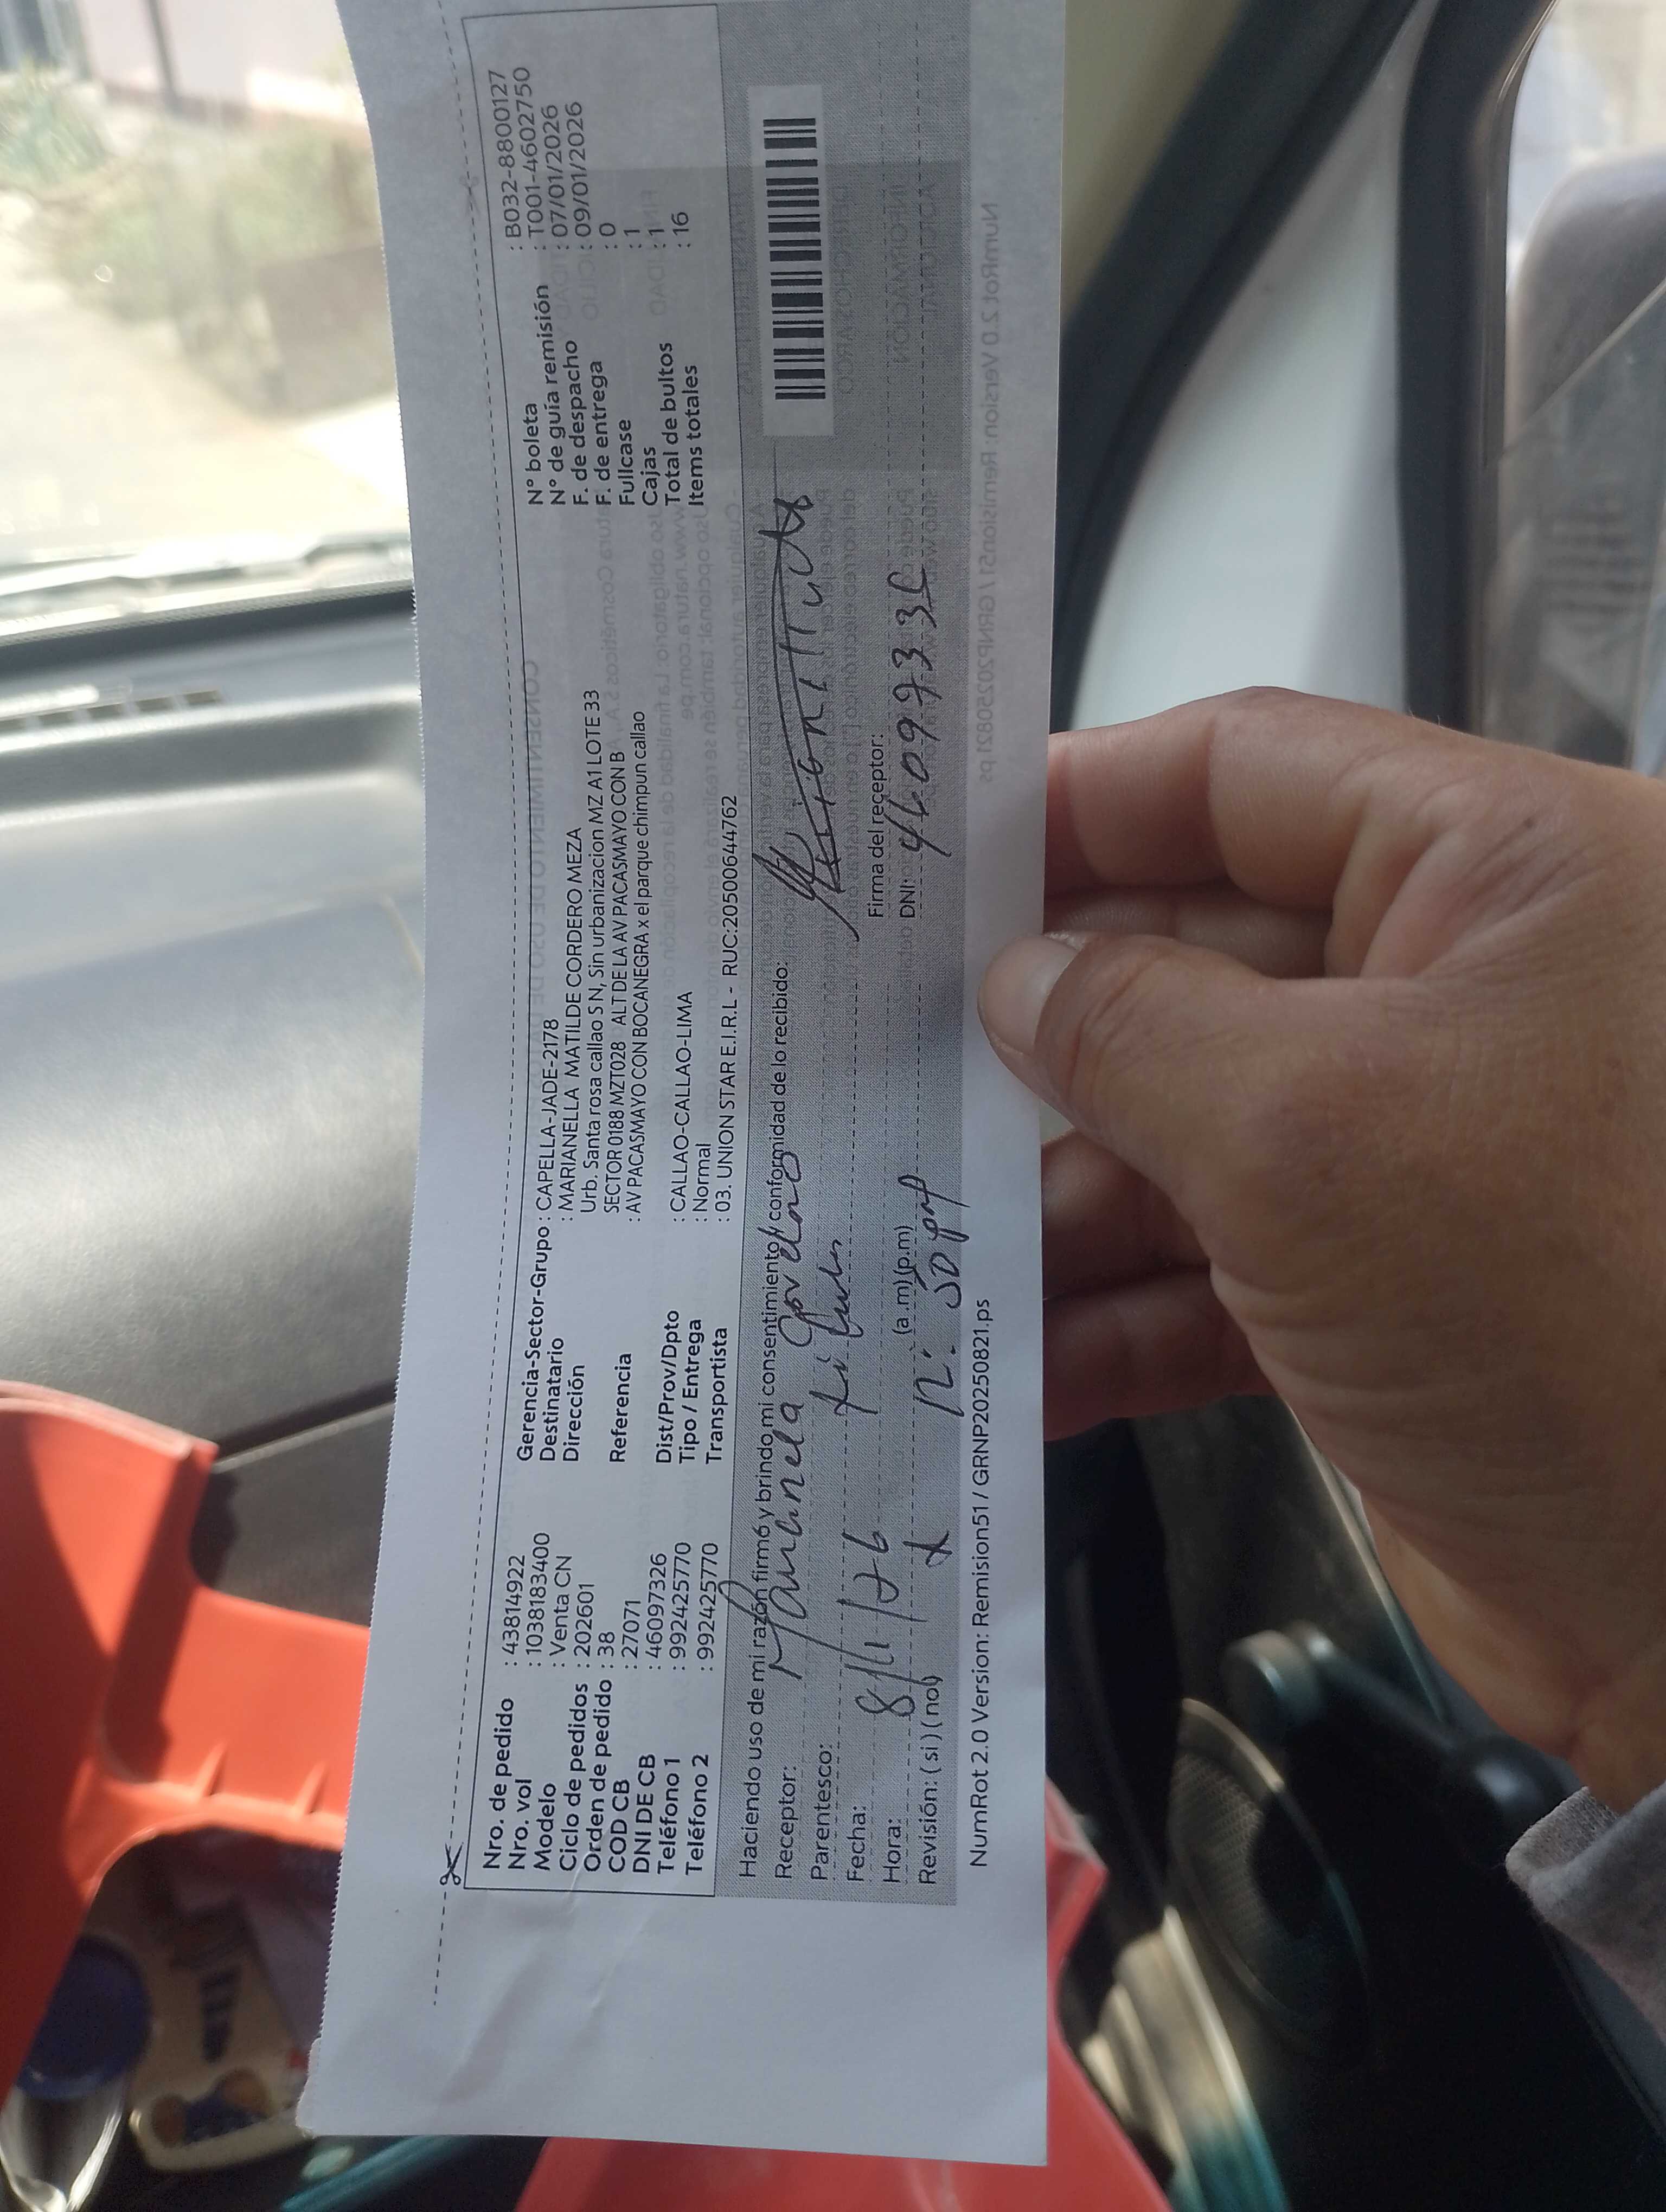 Nro. de pedido : 43814922
Nro. vol : 1038183400
Modelo : Venta CN
Ciclo de pedidos : 202601
Orden de pedido : 38
COD CB : 27071
DNI DE CB : 46097326
Teléfono 1 : 992425770
Teléfono 2 : 992425770
Gerencia-Sector-Grupo : CAPELLA-JADE-2178
Destinatario : MARIANELLA MATILDE CORDERO MEZA
Dirección Urb. Santa rosa callao S N, Sin urbanizacion MZ A1 LOTE 33
SECTOR 0188 MZT028 ALT DE LA AV PACASMAYO CON B
Referencia : AV PACASMAYO CON BOCANEGRA x el parque chimpun callao
Dist/Prov/Dpto : CALLAO-CALLAO-LIMA
Tipo / Entrega : Normal
Transportista : 03. UNION STAR E.I.R.L - RUC:20500644762
N° boleta : B032-8800127
N° de guía remisión : T001-4602750
F. de despacho : 07/01/2026
F. de entrega : 09/01/2026
Fullcase : 0
Cajas : 1
Total de bultos : 1
Items totales : 16
Haciendo uso de mi razón firmó y brindo mi consentimiento y conformidad de lo recibido:
Receptor:
Parentesco:
Fecha: 8/1/26
Hora: (a.m) (p.m)
Revisión: ( si ) ( no )
Firma del receptor:
DNI:
NumRot 2.0 Version: Remision51 / GRNP20250821.ps